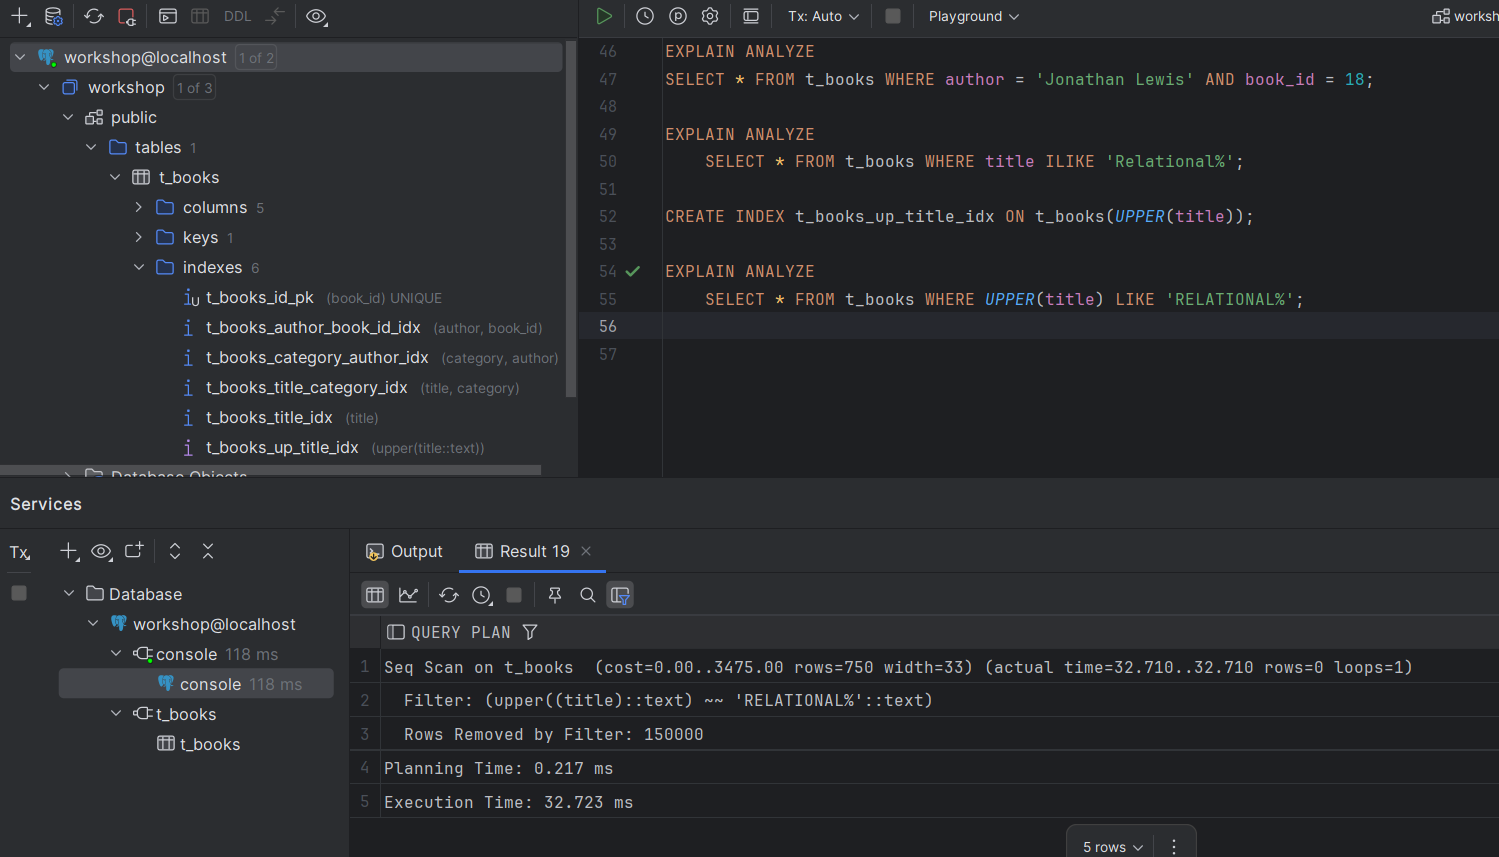 DDL
Tx: Auto
Playground
worksh
workshop@localhost 1 of 2
workshop 1 of 3
public
tables 1
t_books
columns 5
keys 1
indexes 6
t_books_id_pk (book_id) UNIQUE
t_books_author_book_id_idx (author, book_id)
t_books_category_author_idx (category, author)
t_books_title_category_idx (title, category)
t_books_title_idx (title)
t_books_up_title_idx (upper(title::text))
Database Objects
46 EXPLAIN ANALYZE
47 SELECT * FROM t_books WHERE author = 'Jonathan Lewis' AND book_id = 18;
48
49 EXPLAIN ANALYZE
50 SELECT * FROM t_books WHERE title ILIKE 'Relational%';
51
52 CREATE INDEX t_books_up_title_idx ON t_books(UPPER(title));
53
54 EXPLAIN ANALYZE
55 SELECT * FROM t_books WHERE UPPER(title) LIKE 'RELATIONAL%';
56
57
Services
Tx
Database
workshop@localhost
console 118 ms
console 118 ms
t_books
t_books
Output
Result 19
QUERY PLAN
1 Seq Scan on t_books (cost=0.00..3475.00 rows=750 width=33) (actual time=32.710..32.710 rows=0 loops=1)
2 Filter: (upper((title)::text) ~~ 'RELATIONAL%'::text)
3 Rows Removed by Filter: 150000
4 Planning Time: 0.217 ms
5 Execution Time: 32.723 ms
5 rows